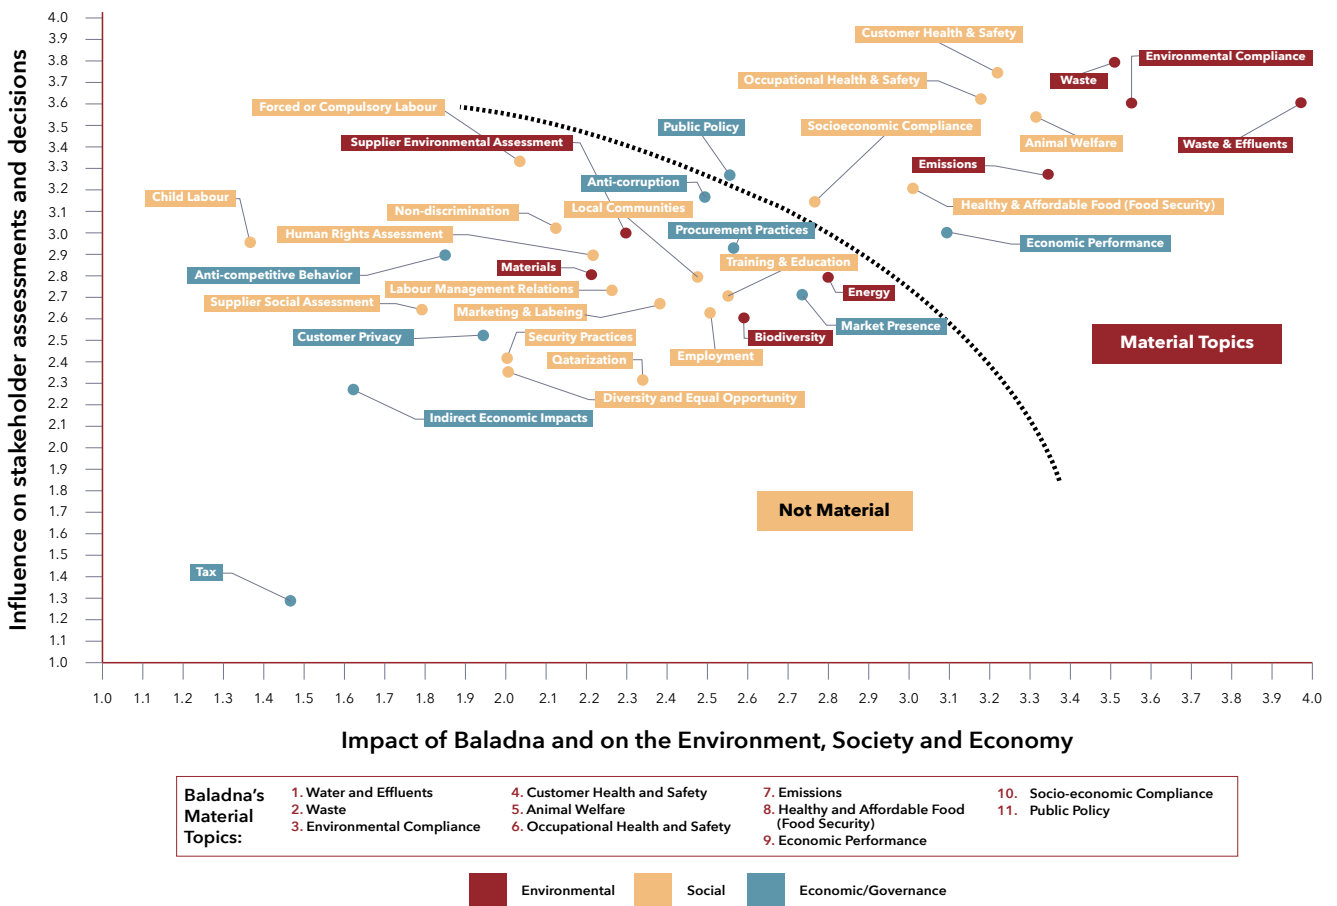 Influence on stakeholder assessments and decisions
4.0
3.9
3.8
3.7
3.6
3.5
3.4
3.3
3.2
3.1
3.0
2.9
2.8
2.7
2.6
2.5
2.4
2.3
2.2
2.1
2.0
1.9
1.8
1.7
1.6
1.5
1.4
1.3
1.2
1.1
1.0
Customer Health & Safety
Environmental Compliance
Occupational Health & Safety
Waste
Forced or Compulsory Labour
Public Policy
Socioeconomic Compliance
Supplier Environmental Assessment
Animal Welfare
Waste & Effluents
Emissions
Anti-corruption
Child Labour
Healthy & Affordable Food (Food Security)
Non-discrimination
Local Communities
Procurement Practices
Human Rights Assessment
Economic Performance
Training & Education
Materials
Anti-competitive Behavior
Labour Management Relations
Energy
Supplier Social Assessment
Marketing & Labeing
Market Presence
Customer Privacy
Security Practices
Biodiversity
Material Topics
Qatarization
Employment
Diversity and Equal Opportunity
Indirect Economic Impacts
Not Material
Tax
1.0 1.1 1.2 1.3 1.4 1.5 1.6 1.7 1.8 1.9 2.0 2.1 2.2 2.3 2.4 2.5 2.6 2.7 2.8 2.9 3.0 3.1 3.2 3.3 3.4 3.5 3.6 3.7 3.8 3.9 4.0
Impact of Baladna and on the Environment, Society and Economy
Baladna's
Material
Topics:
1. Water and Effluents
2. Waste
3. Environmental Compliance
4. Customer Health and Safety
5. Animal Welfare
6. Occupational Health and Safety
7. Emissions
8. Healthy and Affordable Food
(Food Security)
9. Economic Performance
10. Socio-economic Compliance
11. Public Policy
Environmental
Social
Economic/Governance